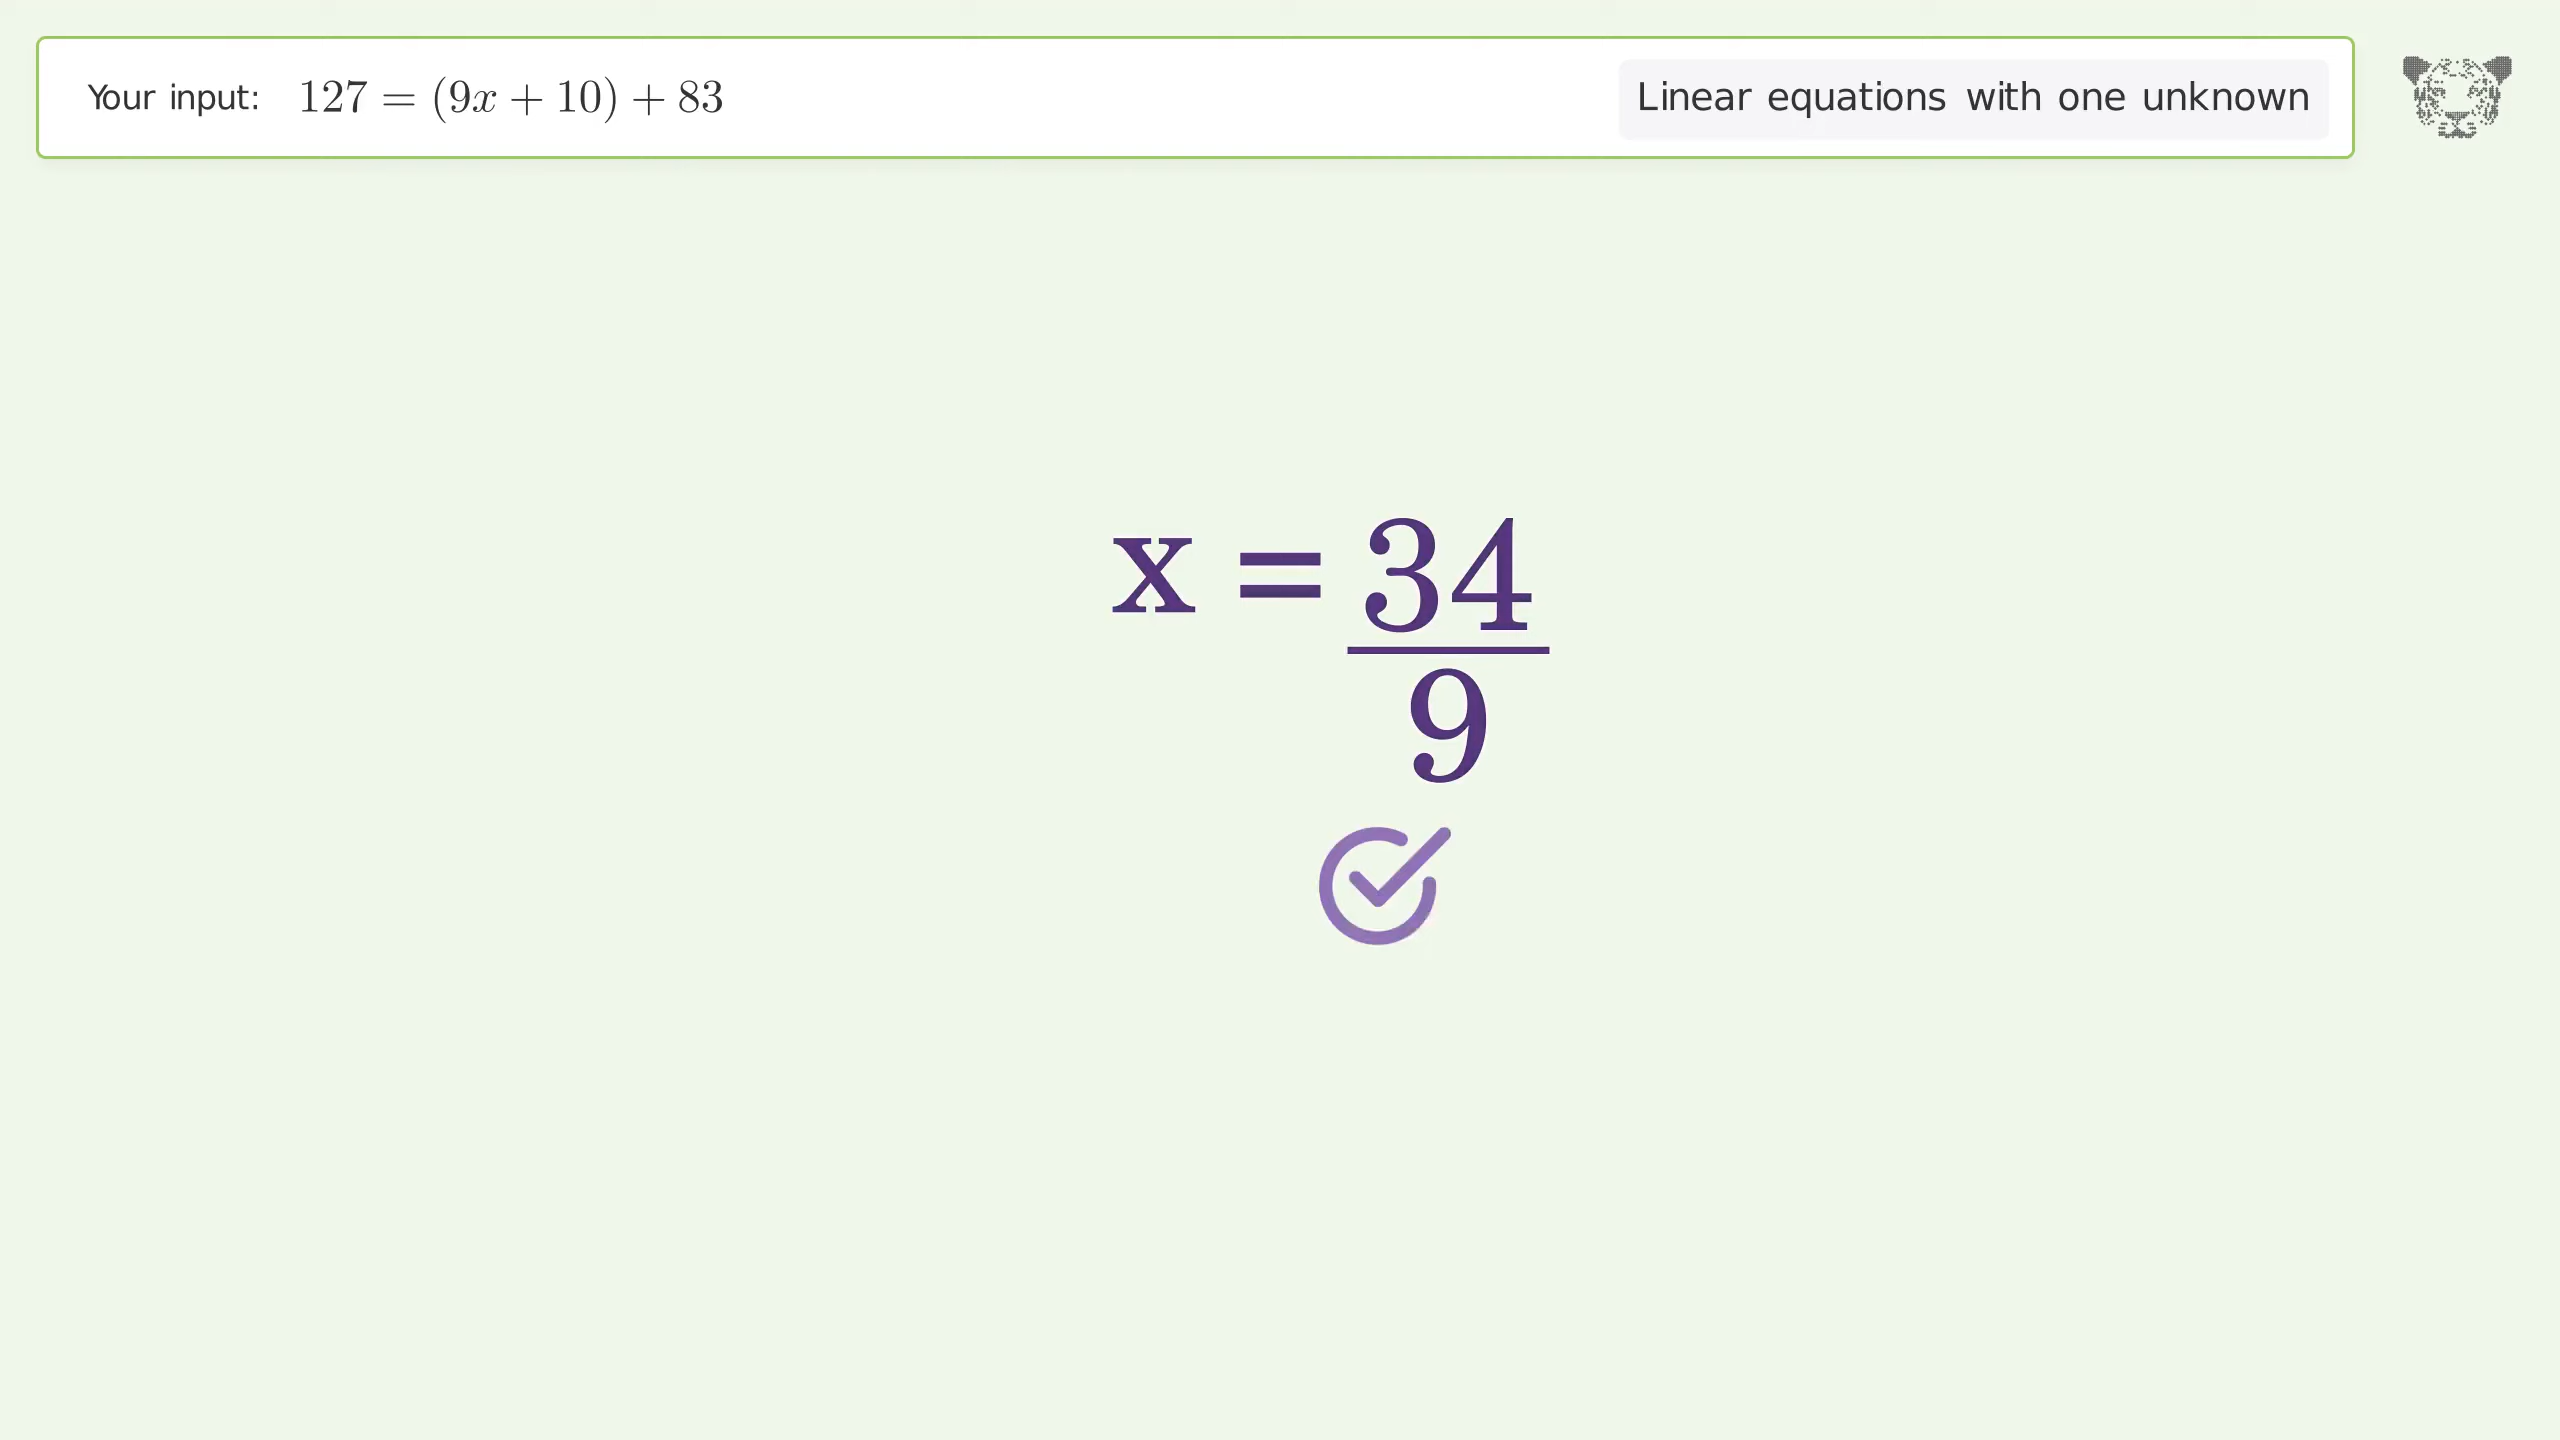 Your input: 127 = (9x + 10) + 83
Linear equations with one unknown
x = 34/9